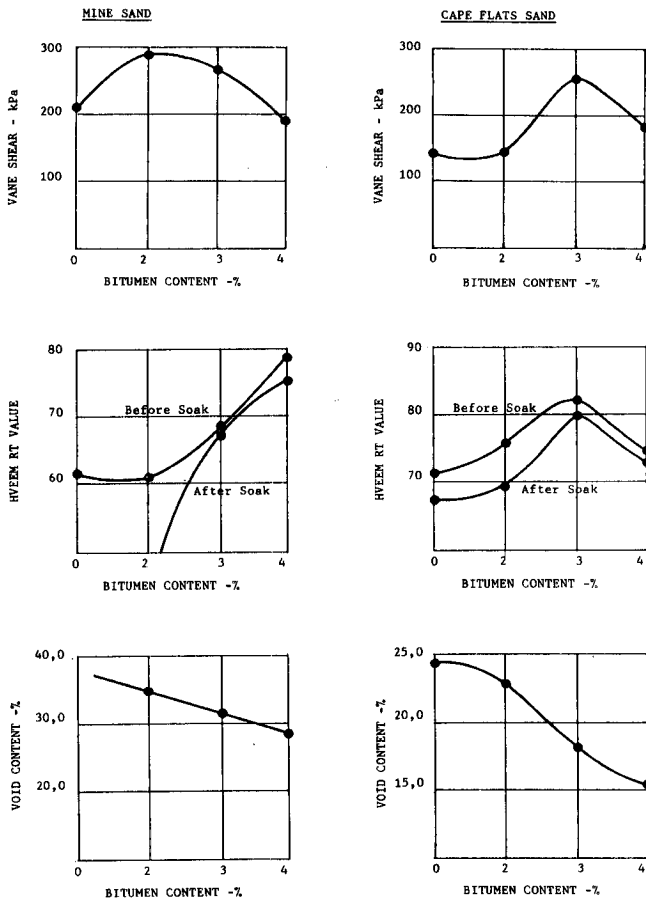 MINE SAND
CAPE FLATS SAND
VANE SHEAR - kPa
300
200
100
0 2 3 4
BITUMEN CONTENT -%
VANE SHEAR - kPa
300
200
100
0 2 3 4
BITUMEN CONTENT -%
HVEEM RT VALUE
80
70
60
Before Soak
After Soak
0 2 3 4
BITUMEN CONTENT -%
HVEEM RT VALUE
90
80
70
Before Soak
After Soak
0 2 3 4
BITUMEN CONTENT -%
VOID CONTENT -%
40,0
30,0
20,0
0 2 3 4
BITUMEN CONTENT -%
VOID CONTENT -%
25,0
20,0
15,0
0 2 3 4
BITUMEN CONTENT -%